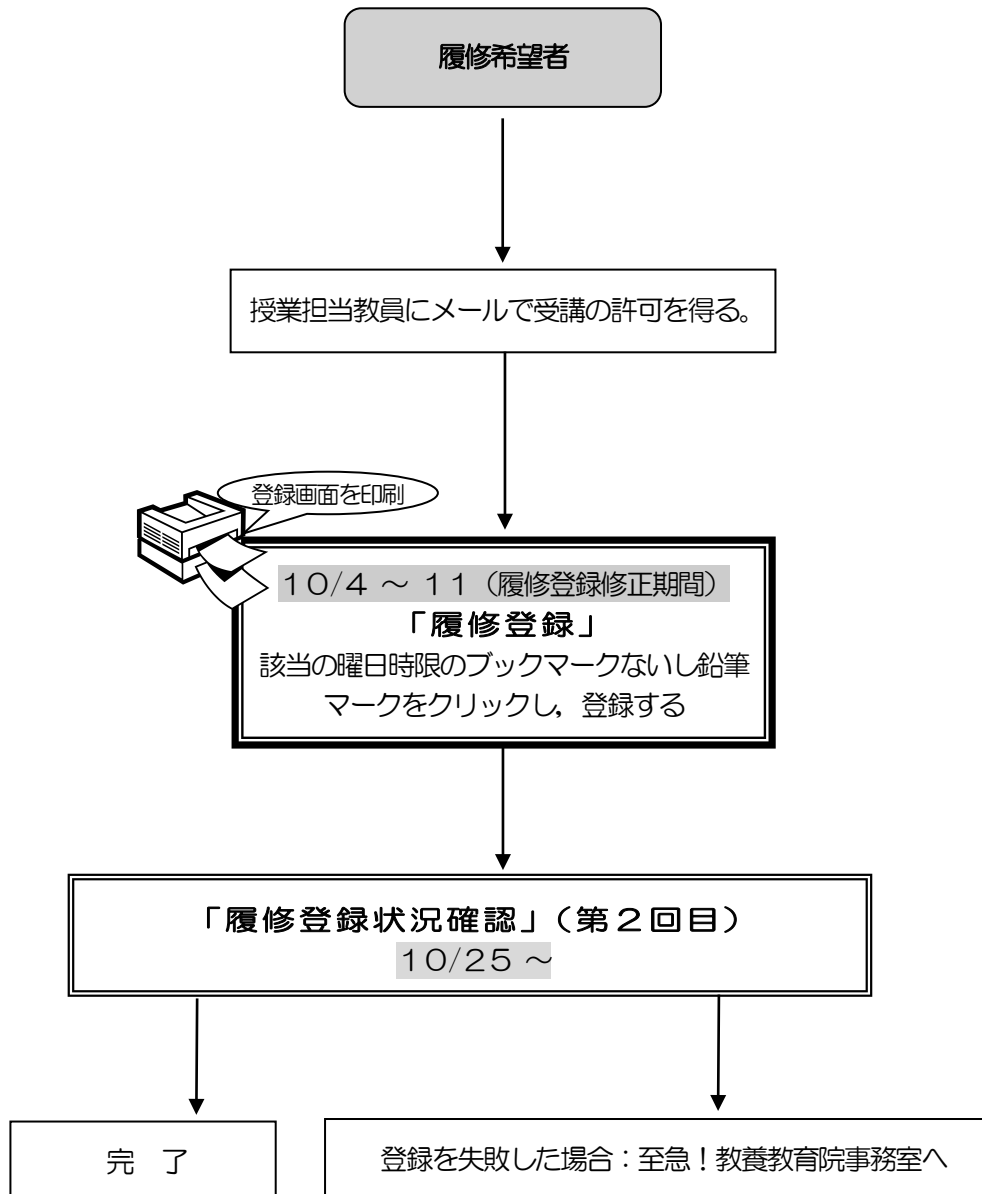 履修希望者
授業担当教員にメールで受講の許可を得る。
登録画面を印刷
１０/４ ～ １１（履修登録修正期間）
「履修登録」
該当の曜日時限のブックマークないし鉛筆
マークをクリックし，登録する
「履修登録状況確認」（第２回目）
１０/２５ ～
完　了
登録を失敗した場合：至急！教養教育院事務室へ